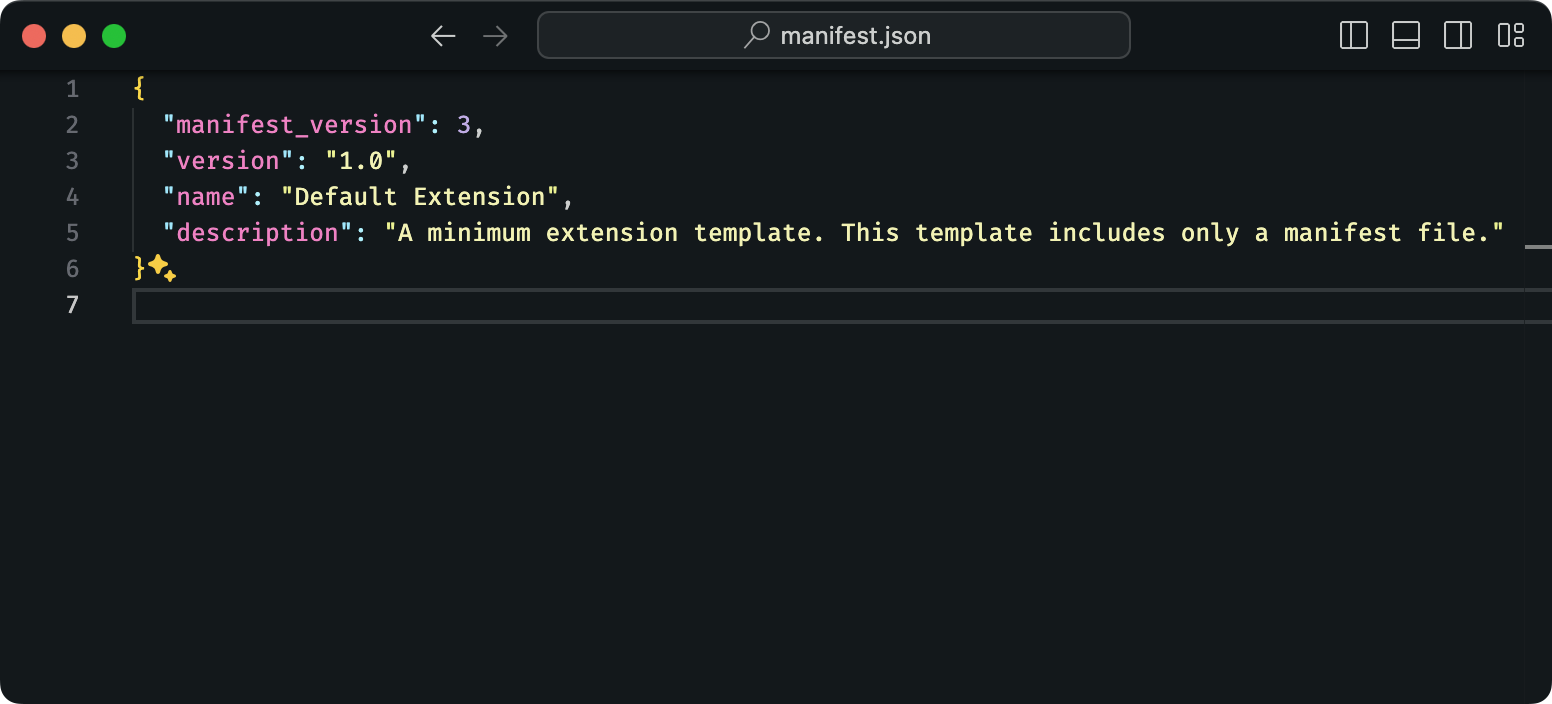 manifest.json
1 {
2   "manifest_version": 3,
3   "version": "1.0",
4   "name": "Default Extension",
5   "description": "A minimum extension template. This template includes only a manifest file."
6 }
7